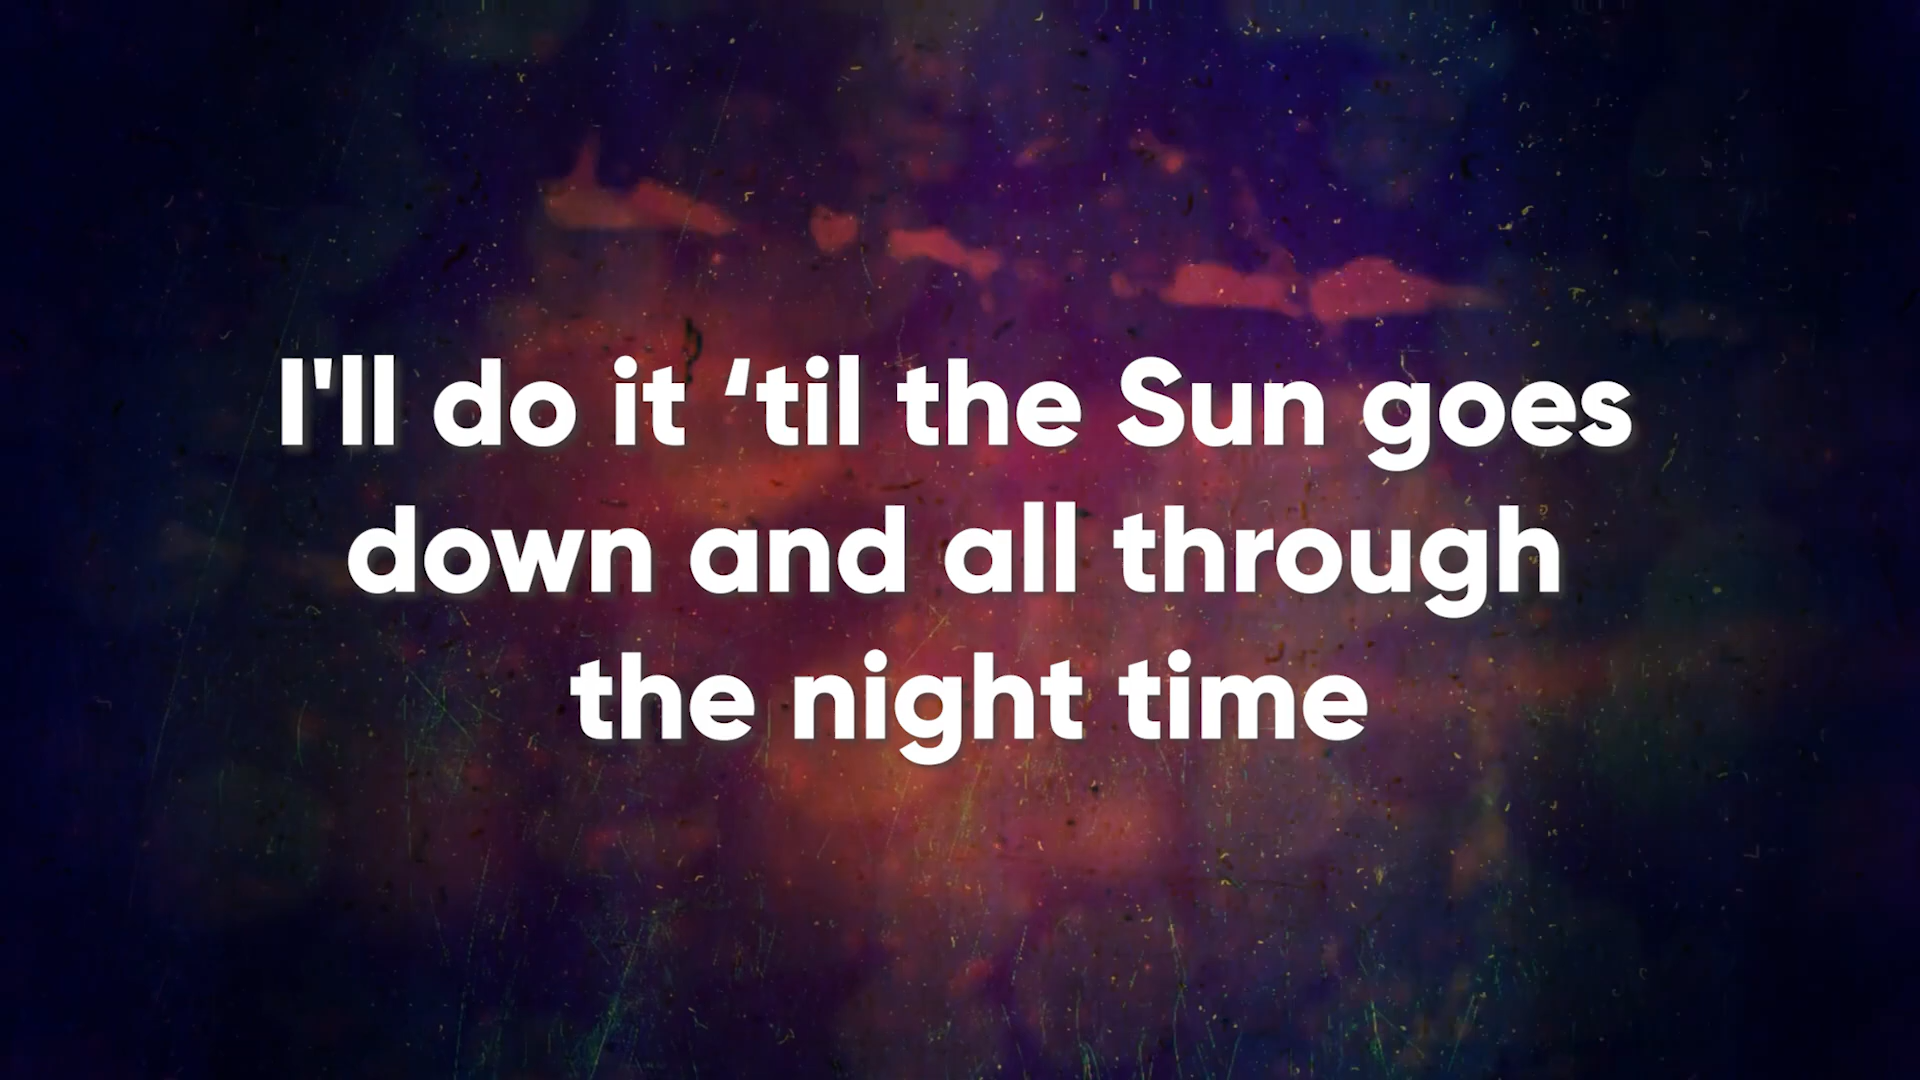 I'll do it ‘til the Sun goes
down and all through
the night time